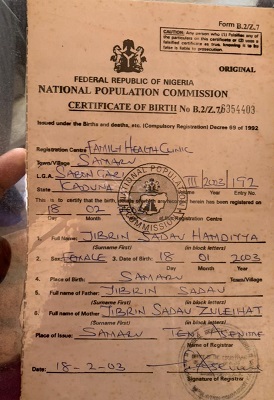 Form B.2/Z.7
CAUTION: Any person who (1) falsifies any of the particulars on this certificate or (2) uses a falsified certificate as true, knowing it to be false is liable to prosecution.
ORIGINAL
FEDERAL REPUBLIC OF NIGERIA
NATIONAL POPULATION COMMISSION
CERTIFICATE OF BIRTH No B.2/Z.7
Issued under the Births and deaths, etc. (Compulsory Registration) Decree 69 of 1992
Registration Centre FAMILY HEALTH CLINIC
Town/Village SAMARU
L.G.A. SABON GARI III 2002 192
State KADUNA Volume Year Entry No.
This is to certify that the birth, have been registered on
18 02 Registration Centre
Day Month
1. Full Name: JIBRIN SADAU HAMDIYYA
(Surname First) (in block letters)
2. Sex FEMALE 3. Date of Birth: 18 01 2003
Day Month Year
4. Place of Birth: SAMARU Town/Village
5. Full name of Father: JIBRIN SADAU
(Surname First) (in block letters)
6. Full name of Mother JIBRIN SADAU ZULEIHAT
(Surname First) (in block letters)
Place of Issue: SAMARU
Name of Registrar
Date: 18-2-03
Signature of Registrar